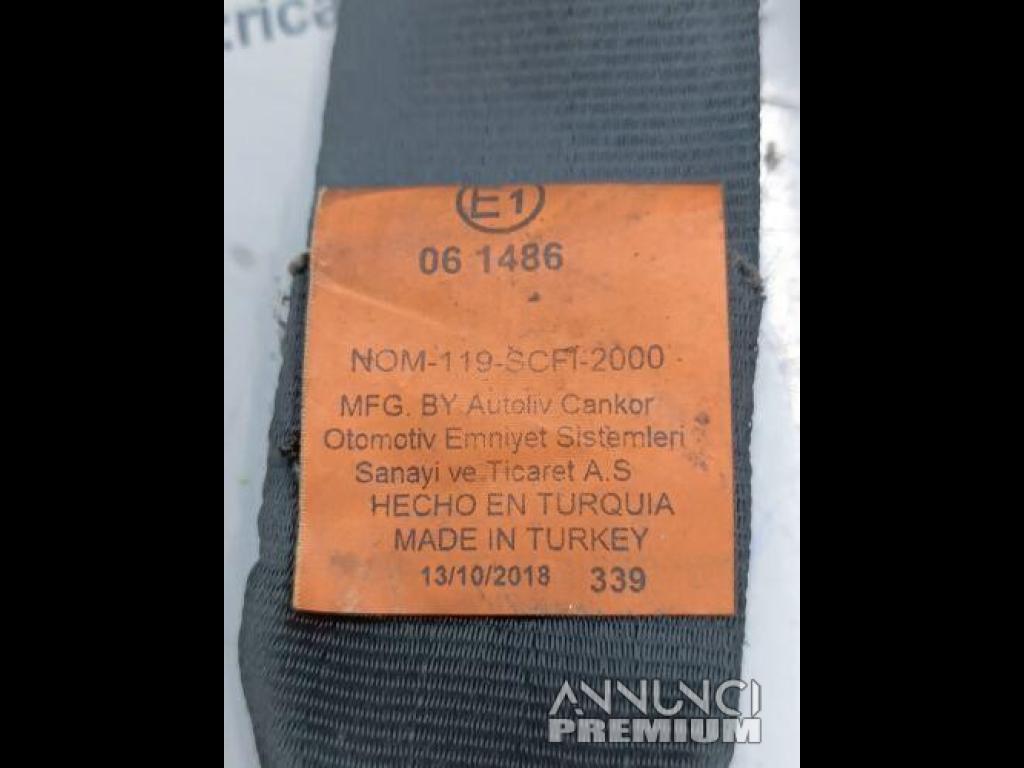 E1
06 1486
NOM-119-SCFI-2000
MFG. BY Autoliv Cankor
Otomotiv Emniyet Sistemleri
Sanayi ve Ticaret A.S
HECHO EN TURQUIA
MADE IN TURKEY
13/10/2018 339
ANNUNCI
PREMIUM